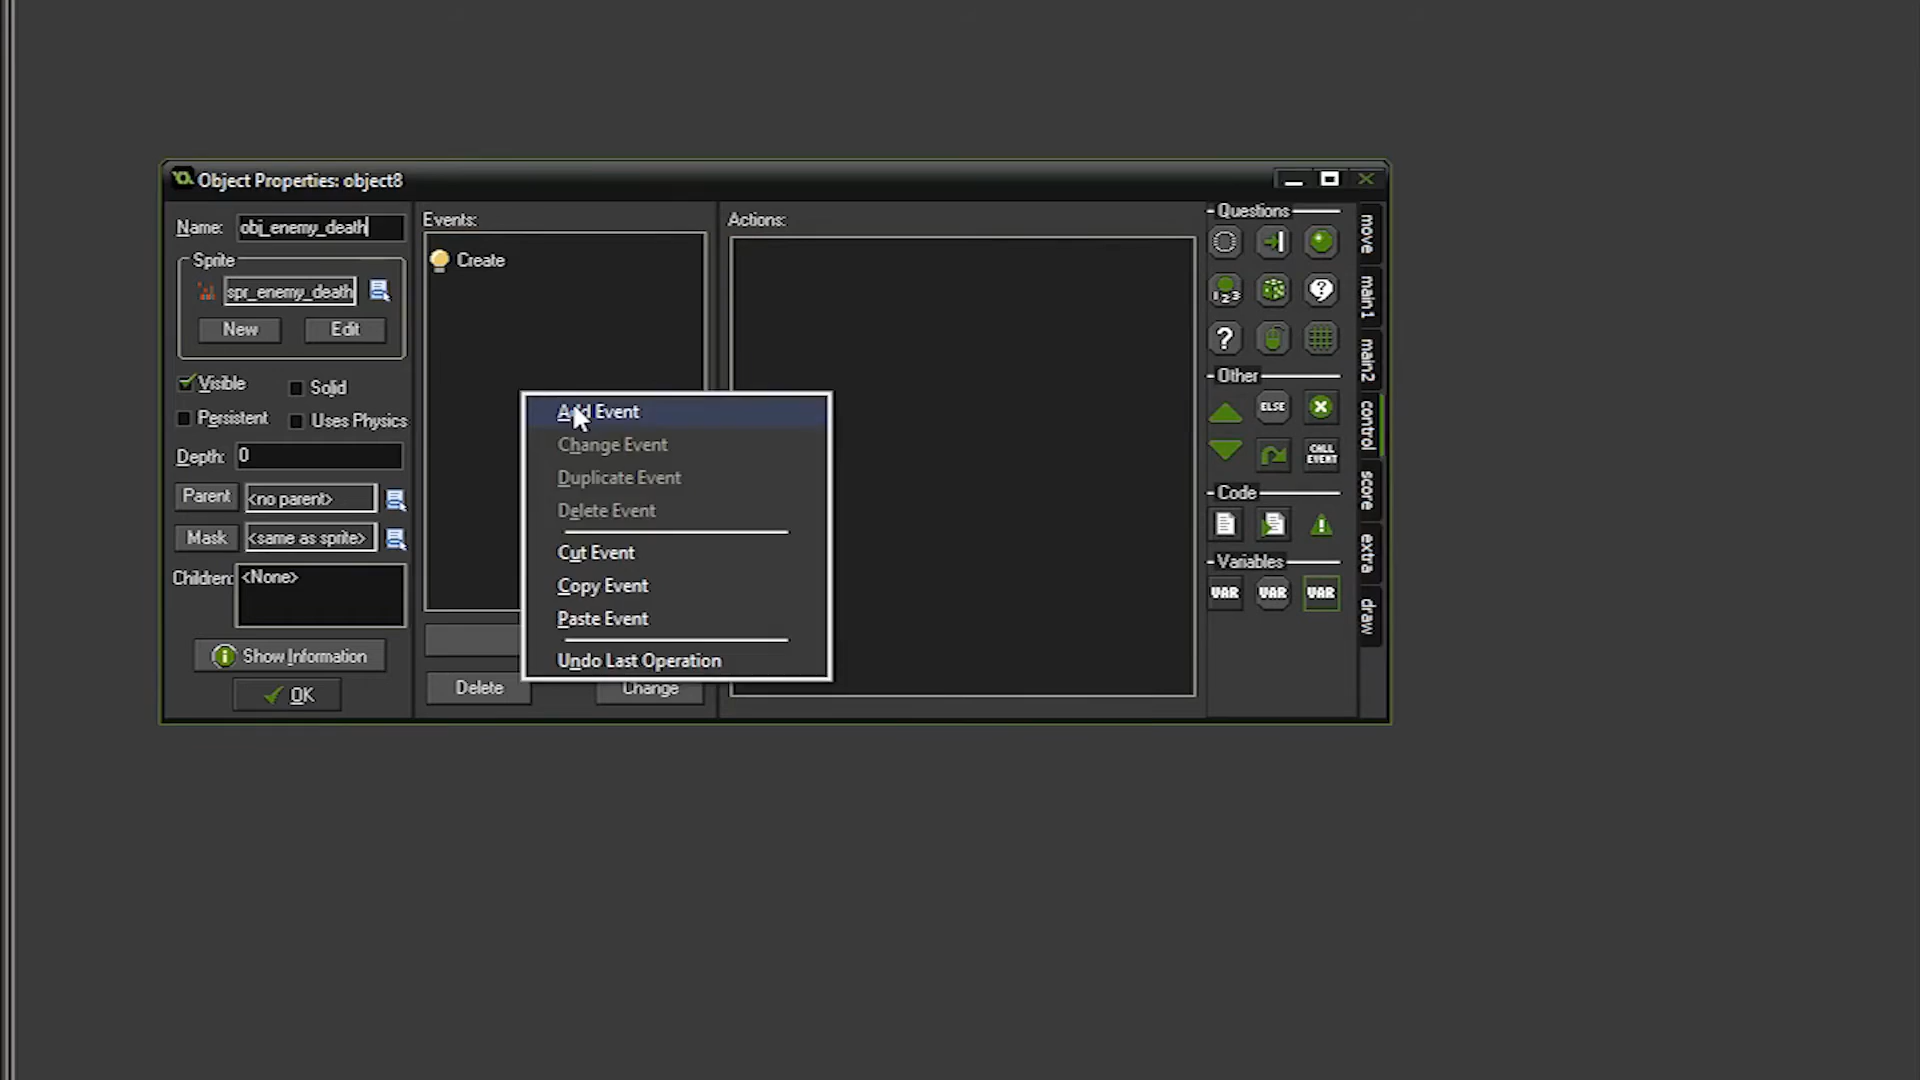 Object Properties: object8
Name: obj_enemy_death
Sprite
spr_enemy_death
New Edit
Visible Solid
Persistent Uses Physics
Depth: 0
Parent <no parent>
Mask <same as sprite>
Children: <None>
Show Information
OK
Events:
Create
Delete Change
Add Event
Change Event
Duplicate Event
Delete Event
Cut Event
Copy Event
Paste Event
Undo Last Operation
Actions:
Questions
1 2 3
?
?
Other
ELSE
CALL EVENT
Code
Variables
VAR VAR VAR
move
main1
main2
control
score
extra
draw